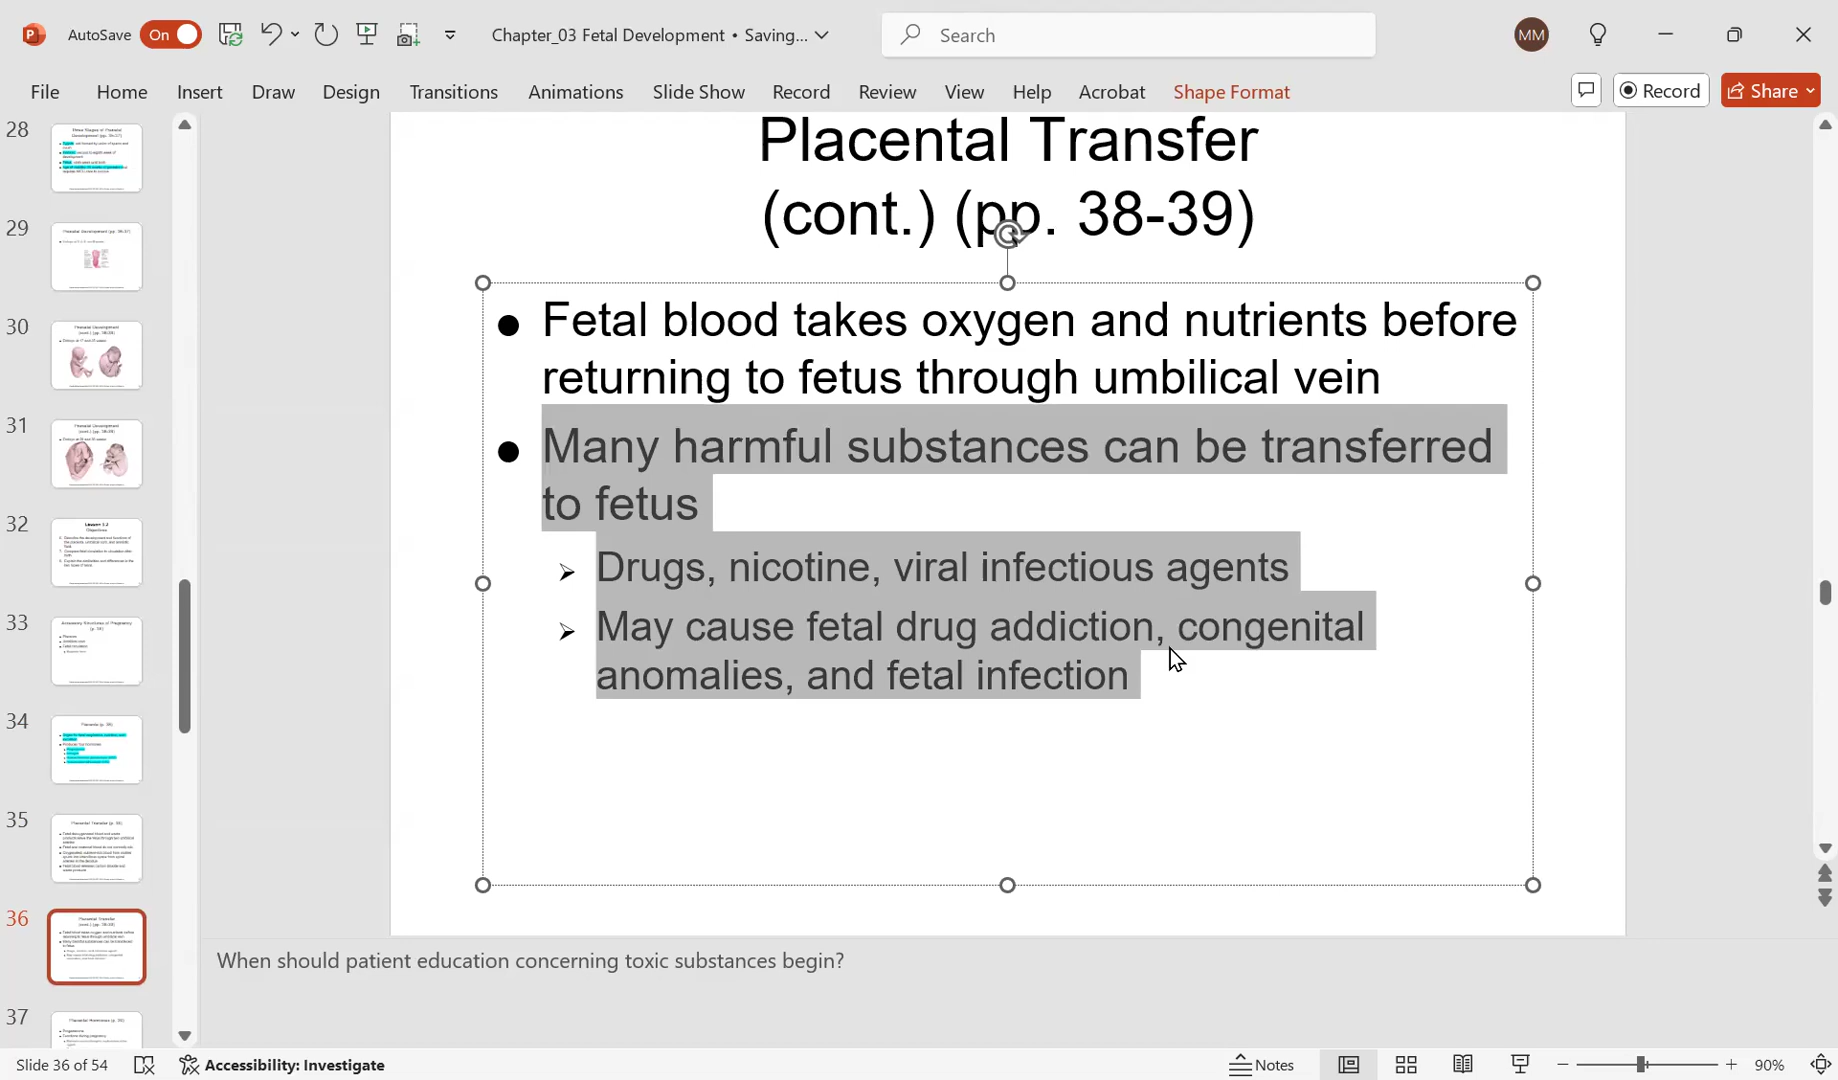 AutoSave On
Chapter_03 Fetal Development • Saving...
Search
MM
File Home Insert Draw Design Transitions Animations Slide Show Record Review View Help Acrobat Shape Format
Record Share
28
29
30
31
32
33
34
35
36
37
Placental Transfer
(cont.) (pp. 38-39)
Fetal blood takes oxygen and nutrients before
returning to fetus through umbilical vein
Many harmful substances can be transferred
to fetus
Drugs, nicotine, viral infectious agents
May cause fetal drug addiction, congenital
anomalies, and fetal infection
When should patient education concerning toxic substances begin?
Slide 36 of 54 Accessibility: Investigate Notes 90%